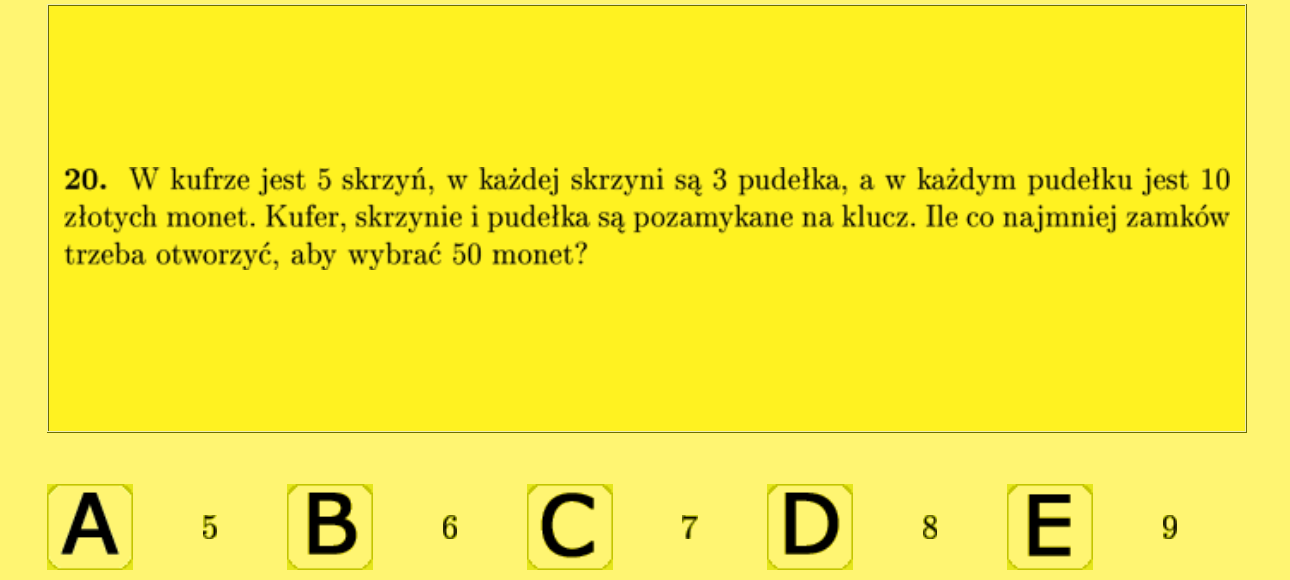 20. W kufrze jest 5 skrzyń, w każdej skrzyni są 3 pudełka, a w każdym pudełku jest 10
złotych monet. Kufer, skrzynie i pudełka są pozamykane na klucz. Ile co najmniej zamków
trzeba otworzyć, aby wybrać 50 monet?
A 5 B 6 C 7 D 8 E 9